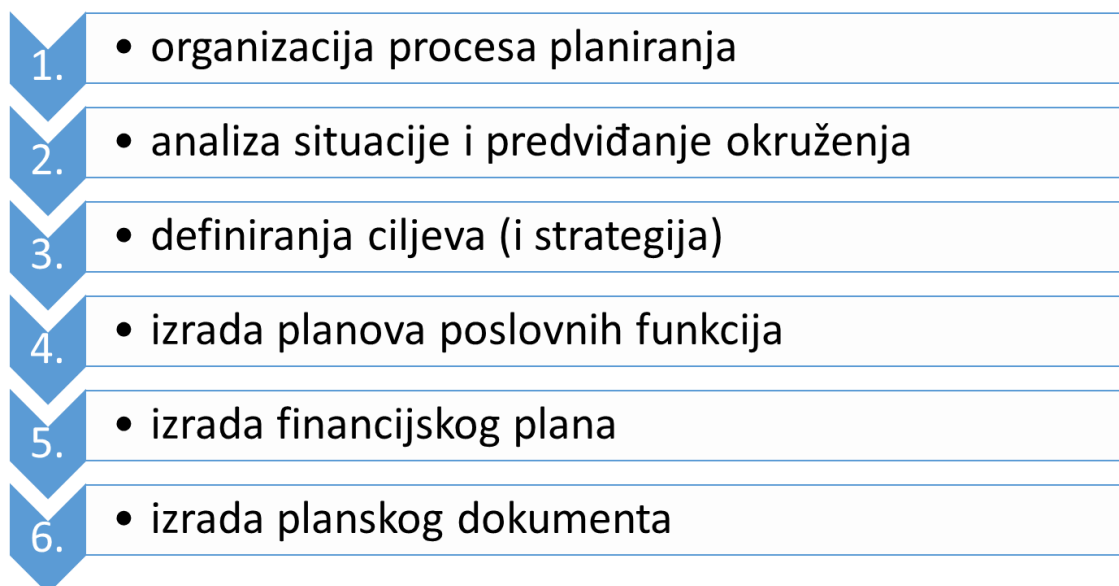 1. • organizacija procesa planiranja
2. • analiza situacije i predviđanje okruženja
3. • definiranja ciljeva (i strategija)
4. • izrada planova poslovnih funkcija
5. • izrada financijskog plana
6. • izrada planskog dokumenta